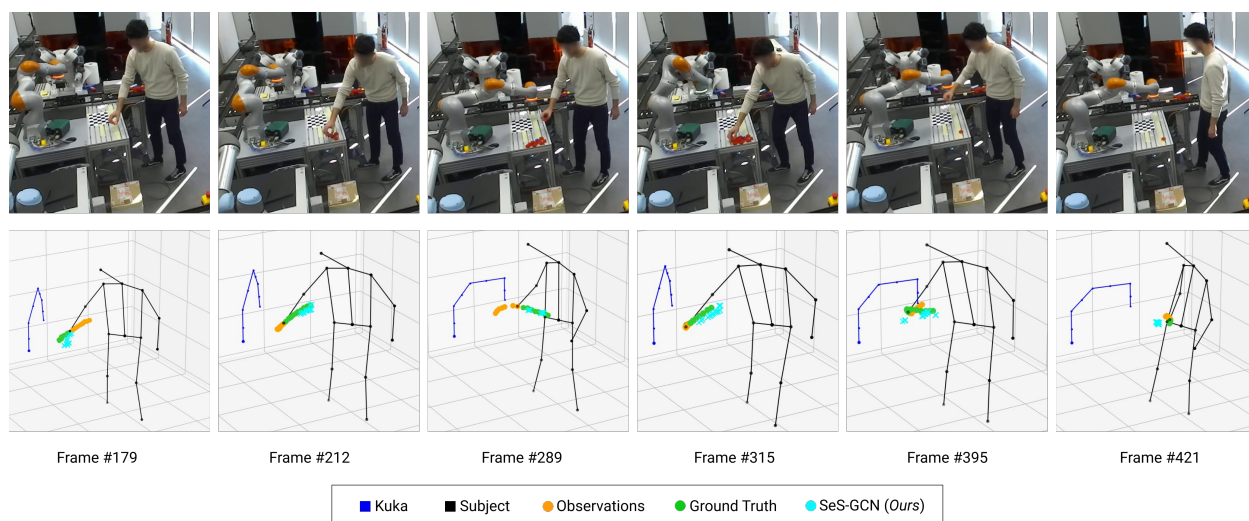 Frame #179
Frame #212
Frame #289
Frame #315
Frame #395
Frame #421
Kuka Subject Observations Ground Truth SeS-GCN (Ours)